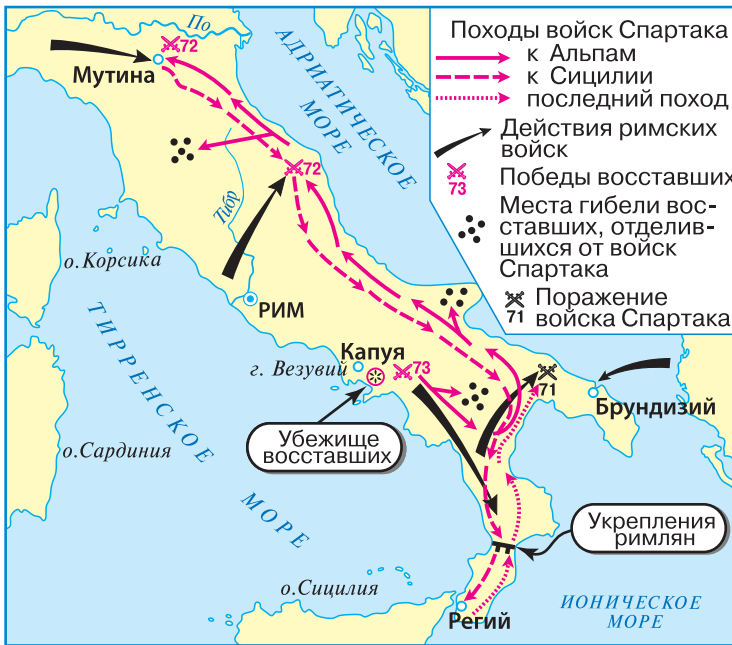 По
72
Мутина
АДРИАТИЧЕСКОЕ
МОРЕ
72
Тибр
о.Корсика
РИМ
ТИРРЕНСКОЕ
МОРЕ
Капуя
г. Везувий
73
71
Брундизий
Убежище
восставших
о.Сардиния
Укрепления
римлян
о.Сицилия
Регий
ИОНИЧЕСКОЕ
МОРЕ
Походы войск Спартака
к Альпам
к Сицилии
последний поход
Действия римских
войск
73
Победы восставших
Места гибели вос-
ставших, отделив-
шихся от войск
Спартака
71
Поражение
войска Спартака